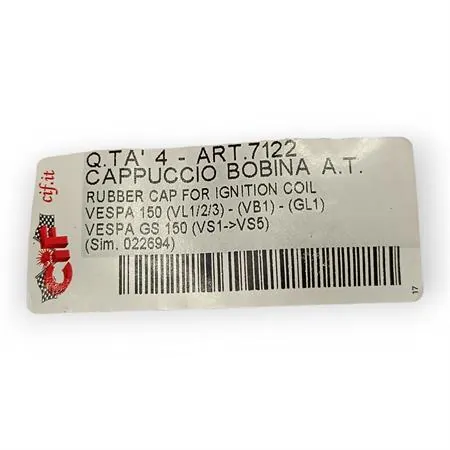 Q.TA' 4 - ART.7122
CAPPUCCIO BOBINA A.T.
RUBBER CAP FOR IGNITION COIL
VESPA 150 (VL1/2/3) - (VB1) - (GL1)
VESPA GS 150 (VS1->VS5)
(Sim. 022694)
CIF
cif.it
17